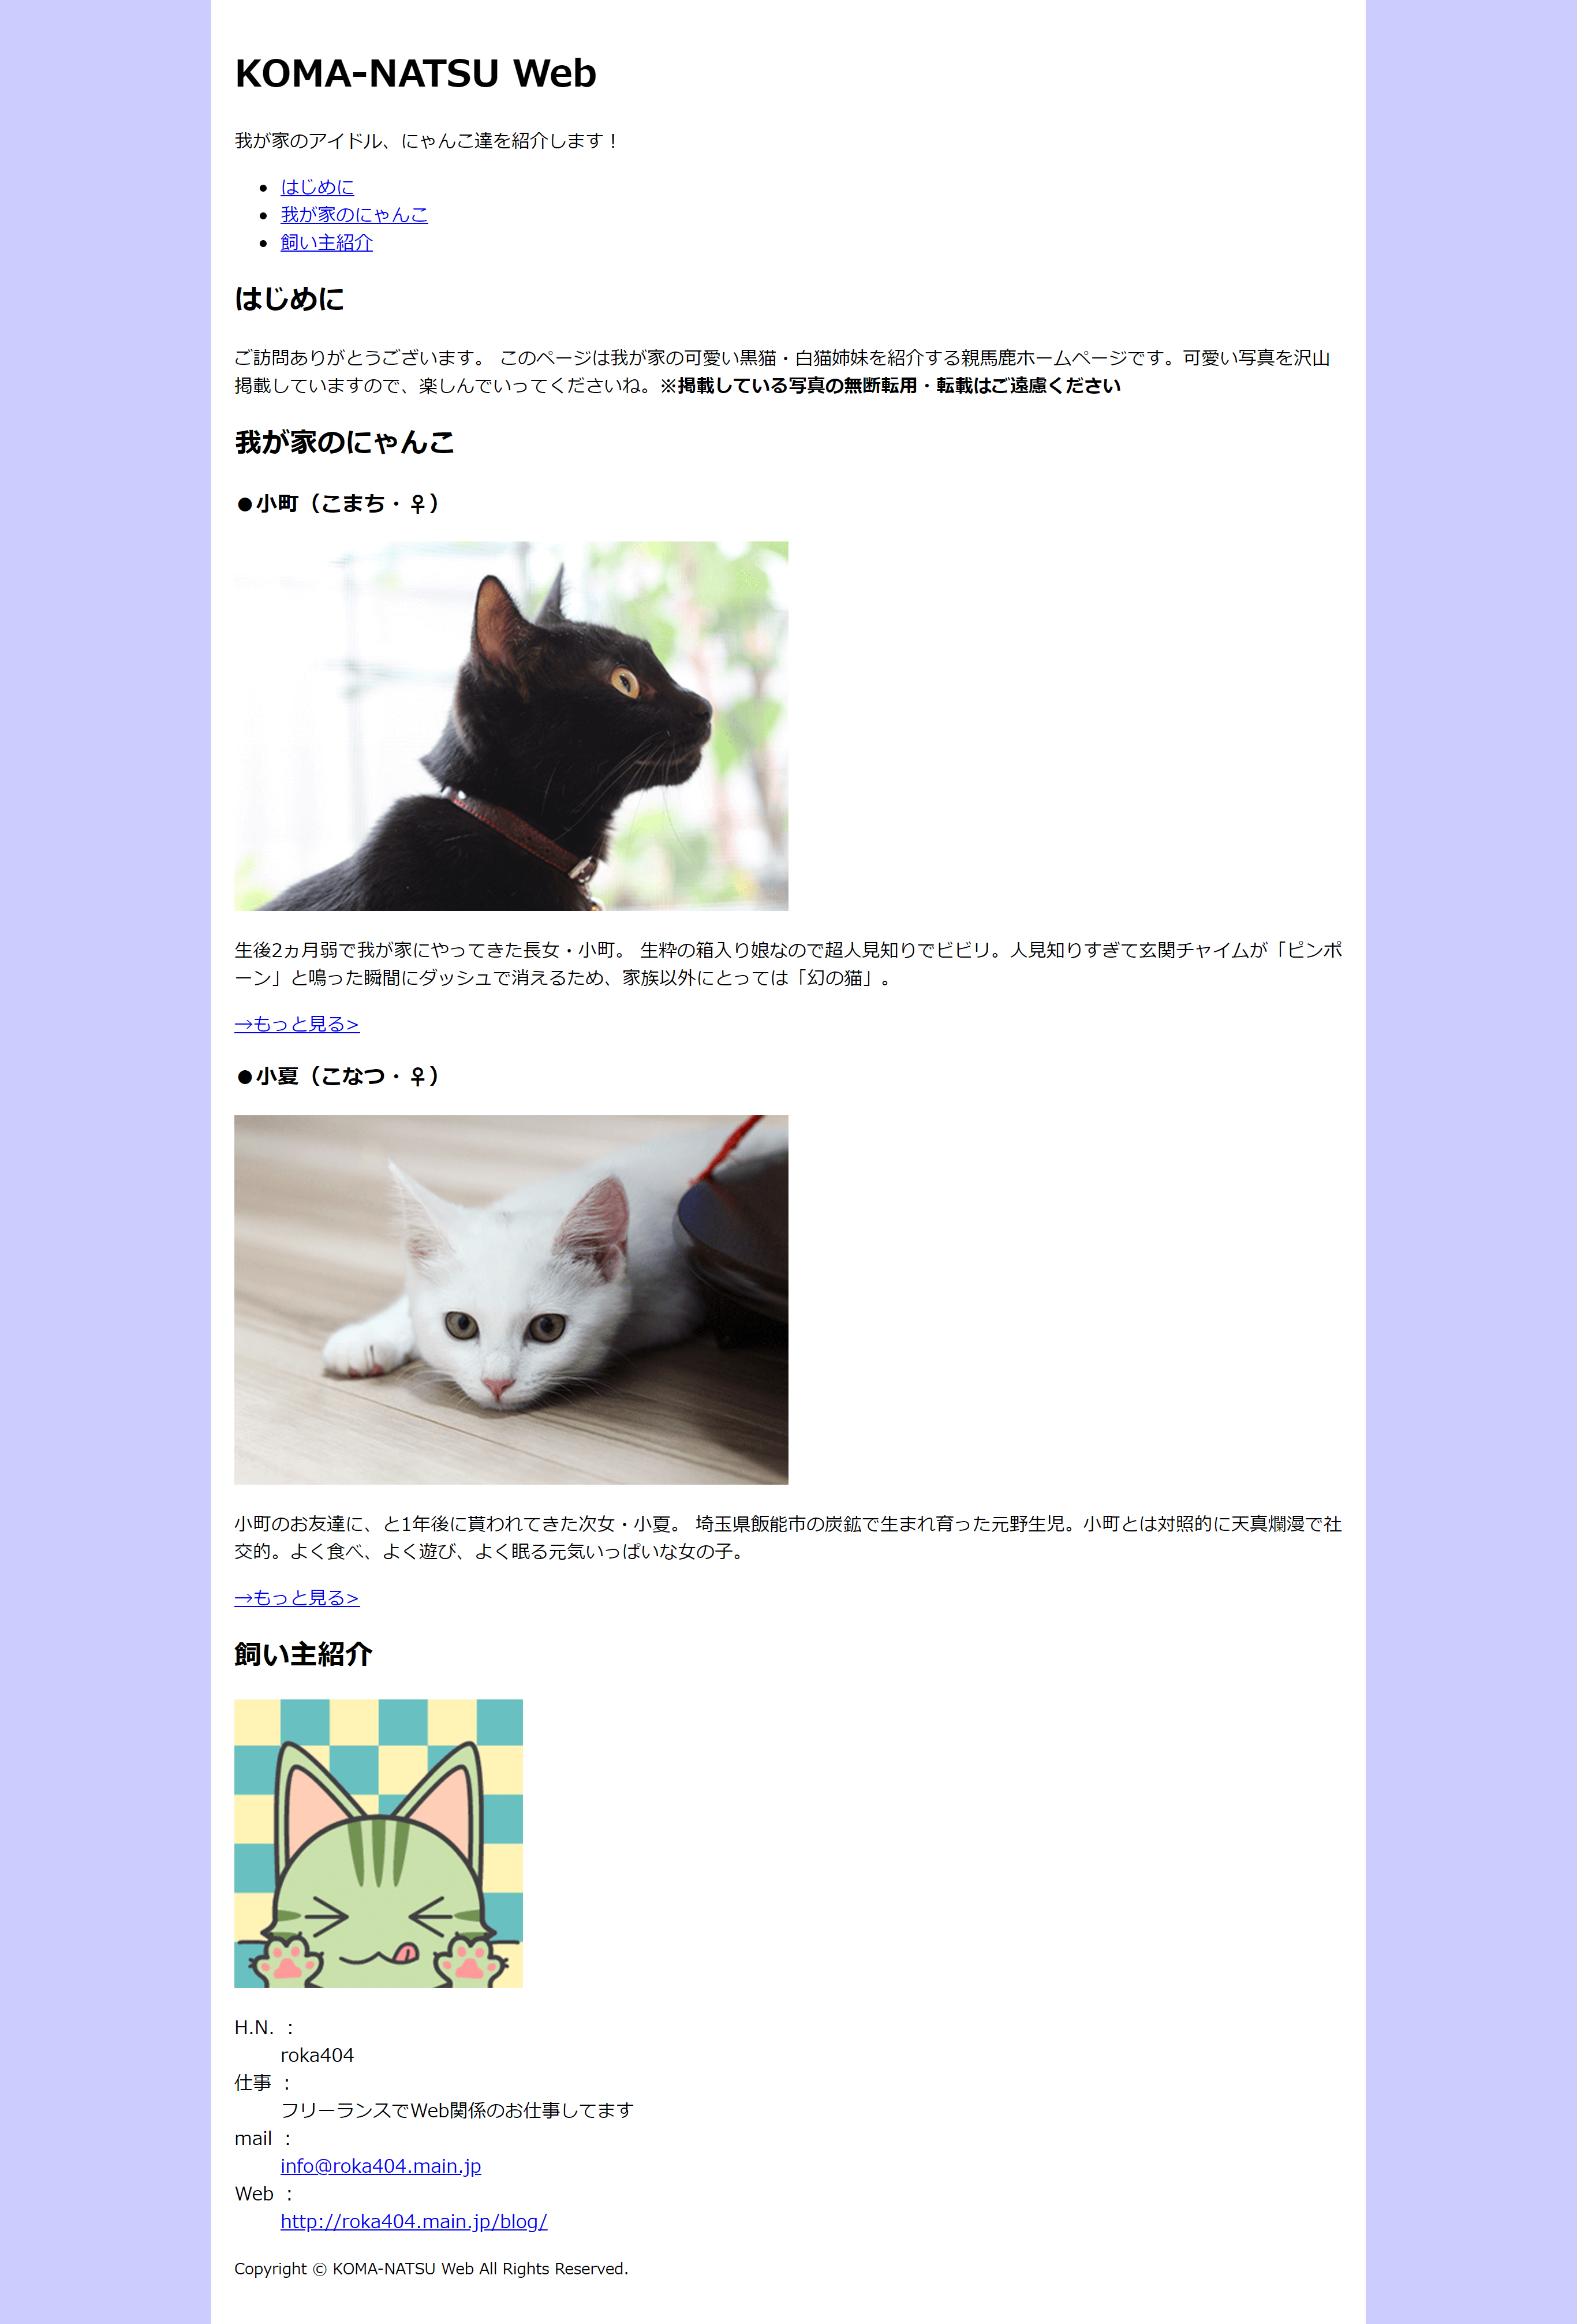 KOMA-NATSU Web
我が家のアイドル、にゃんこ達を紹介します！
• はじめに
• 我が家のにゃんこ
• 飼い主紹介
はじめに
ご訪問ありがとうございます。 このページは我が家の可愛い黒猫・白猫姉妹を紹介する親馬鹿ホームページです。可愛い写真を沢山
掲載していますので、楽しんでいってくださいね。※掲載している写真の無断転用・転載はご遠慮ください
我が家のにゃんこ
●小町（こまち・♀）
生後2ヵ月弱で我が家にやってきた長女・小町。 生粋の箱入り娘なので超人見知りでビビリ。人見知りすぎて玄関チャイムが「ピンポ
ーン」と鳴った瞬間にダッシュで消えるため、家族以外にとっては「幻の猫」。
→もっと見る>
●小夏（こなつ・♀）
小町のお友達に、と1年後に貰われてきた次女・小夏。 埼玉県飯能市の炭鉱で生まれ育った元野生児。小町とは対照的に天真爛漫で社
交的。よく食べ、よく遊び、よく眠る元気いっぱいな女の子。
→もっと見る>
飼い主紹介
H.N. ：
roka404
仕事 ：
フリーランスでWeb関係のお仕事してます
mail ：
info@roka404.main.jp
Web ：
http://roka404.main.jp/blog/
Copyright © KOMA-NATSU Web All Rights Reserved.